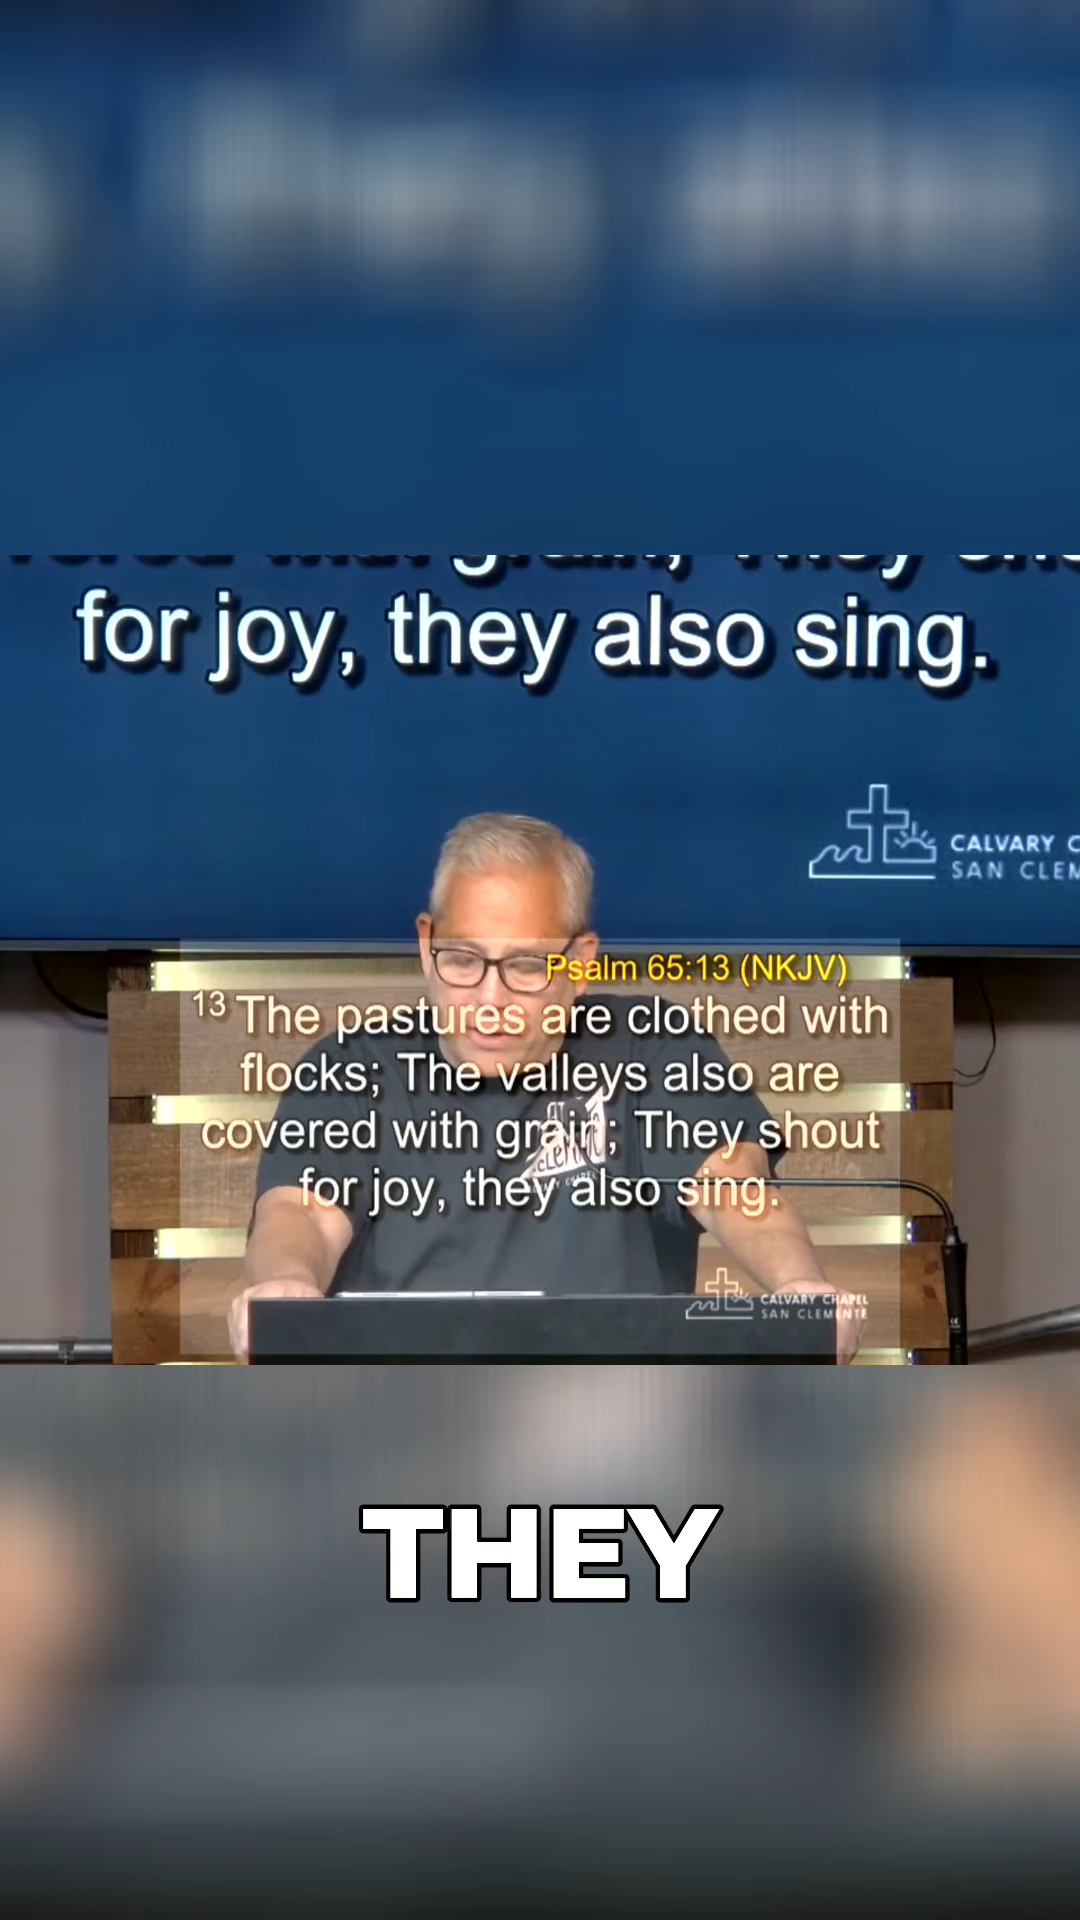 for joy, they also sing.
CALVARY C
SAN CLEM
Psalm 65:13 (NKJV)
13 The pastures are clothed with
flocks; The valleys also are
covered with grain; They shout
for joy, they also sing.
CALVARY CHAPEL
SAN CLEMENTE
THEY